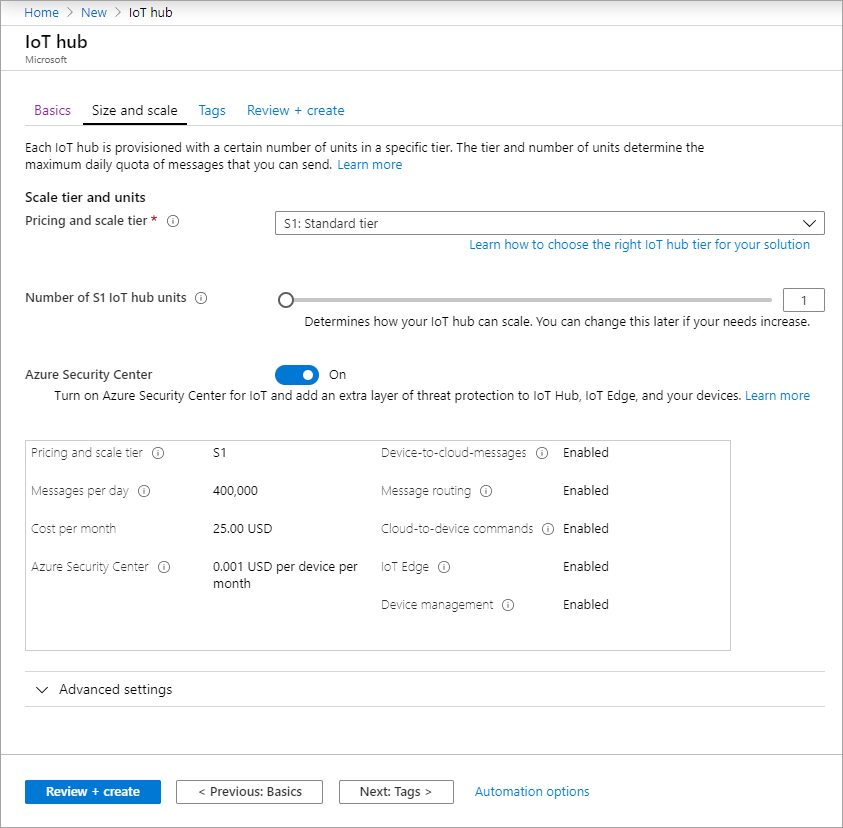 Home > New > IoT hub
IoT hub
Microsoft
Basics Size and scale Tags Review + create
Each IoT hub is provisioned with a certain number of units in a specific tier. The tier and number of units determine the
maximum daily quota of messages that you can send. Learn more
Scale tier and units
Pricing and scale tier * S1: Standard tier
Learn how to choose the right IoT hub tier for your solution
Number of S1 IoT hub units 1
Determines how your IoT hub can scale. You can change this later if your needs increase.
Azure Security Center On
Turn on Azure Security Center for IoT and add an extra layer of threat protection to IoT Hub, IoT Edge, and your devices. Learn more
Pricing and scale tier S1 Device-to-cloud-messages Enabled
Messages per day 400,000 Message routing Enabled
Cost per month 25.00 USD Cloud-to-device commands Enabled
Azure Security Center 0.001 USD per device per IoT Edge Enabled
month
Device management Enabled
Advanced settings
Review + create < Previous: Basics Next: Tags > Automation options